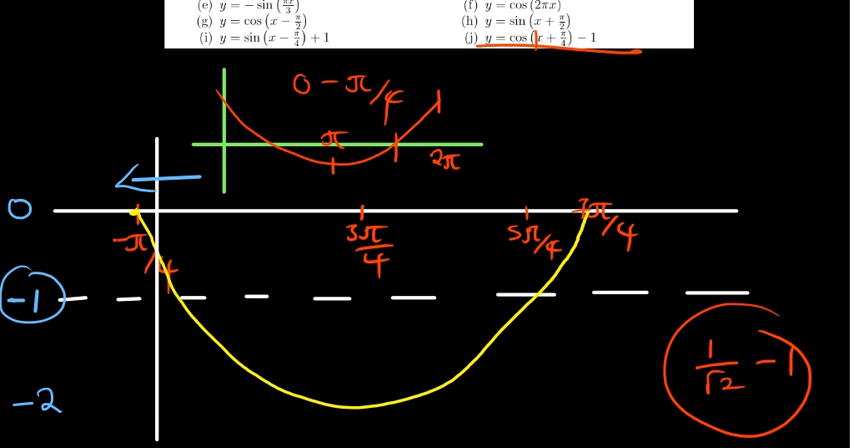 (e) y = − sin (πx/3)
(f) y = cos (2πx)
(g) y = cos (x − π/2)
(h) y = sin (x + π/2)
(i) y = sin (x − π/4) + 1
(j) y = cos (x + π/4) − 1
0 − π/4
π
2π
0
-π/4
3π/4
5π/4
7π/4
-1
1/√2 − 1
-2